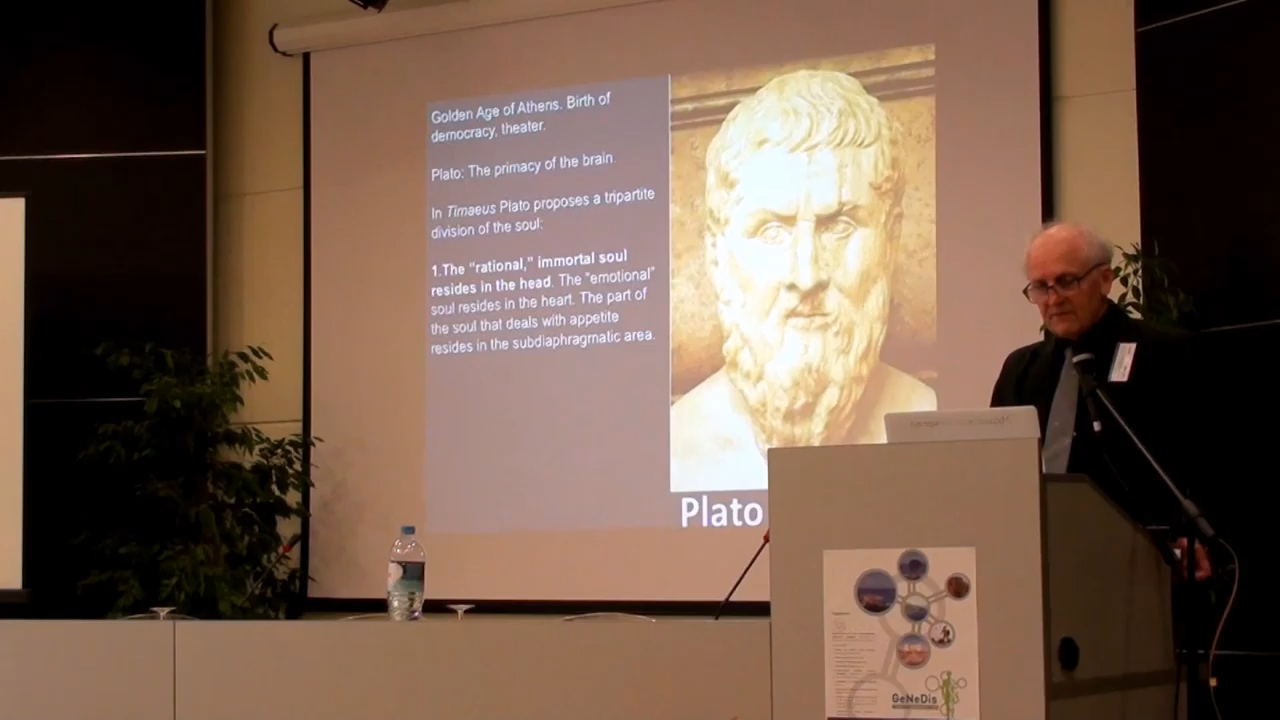 Golden Age of Athens. Birth of
democracy, theater.
Plato: The primacy of the brain.
In Timaeus Plato proposes a tripartite
division of the soul:
1.The "rational," immortal soul
resides in the head. The "emotional"
soul resides in the heart. The part of
the soul that deals with appetite
resides in the subdiaphragmatic area.
Plato
GeNeDis